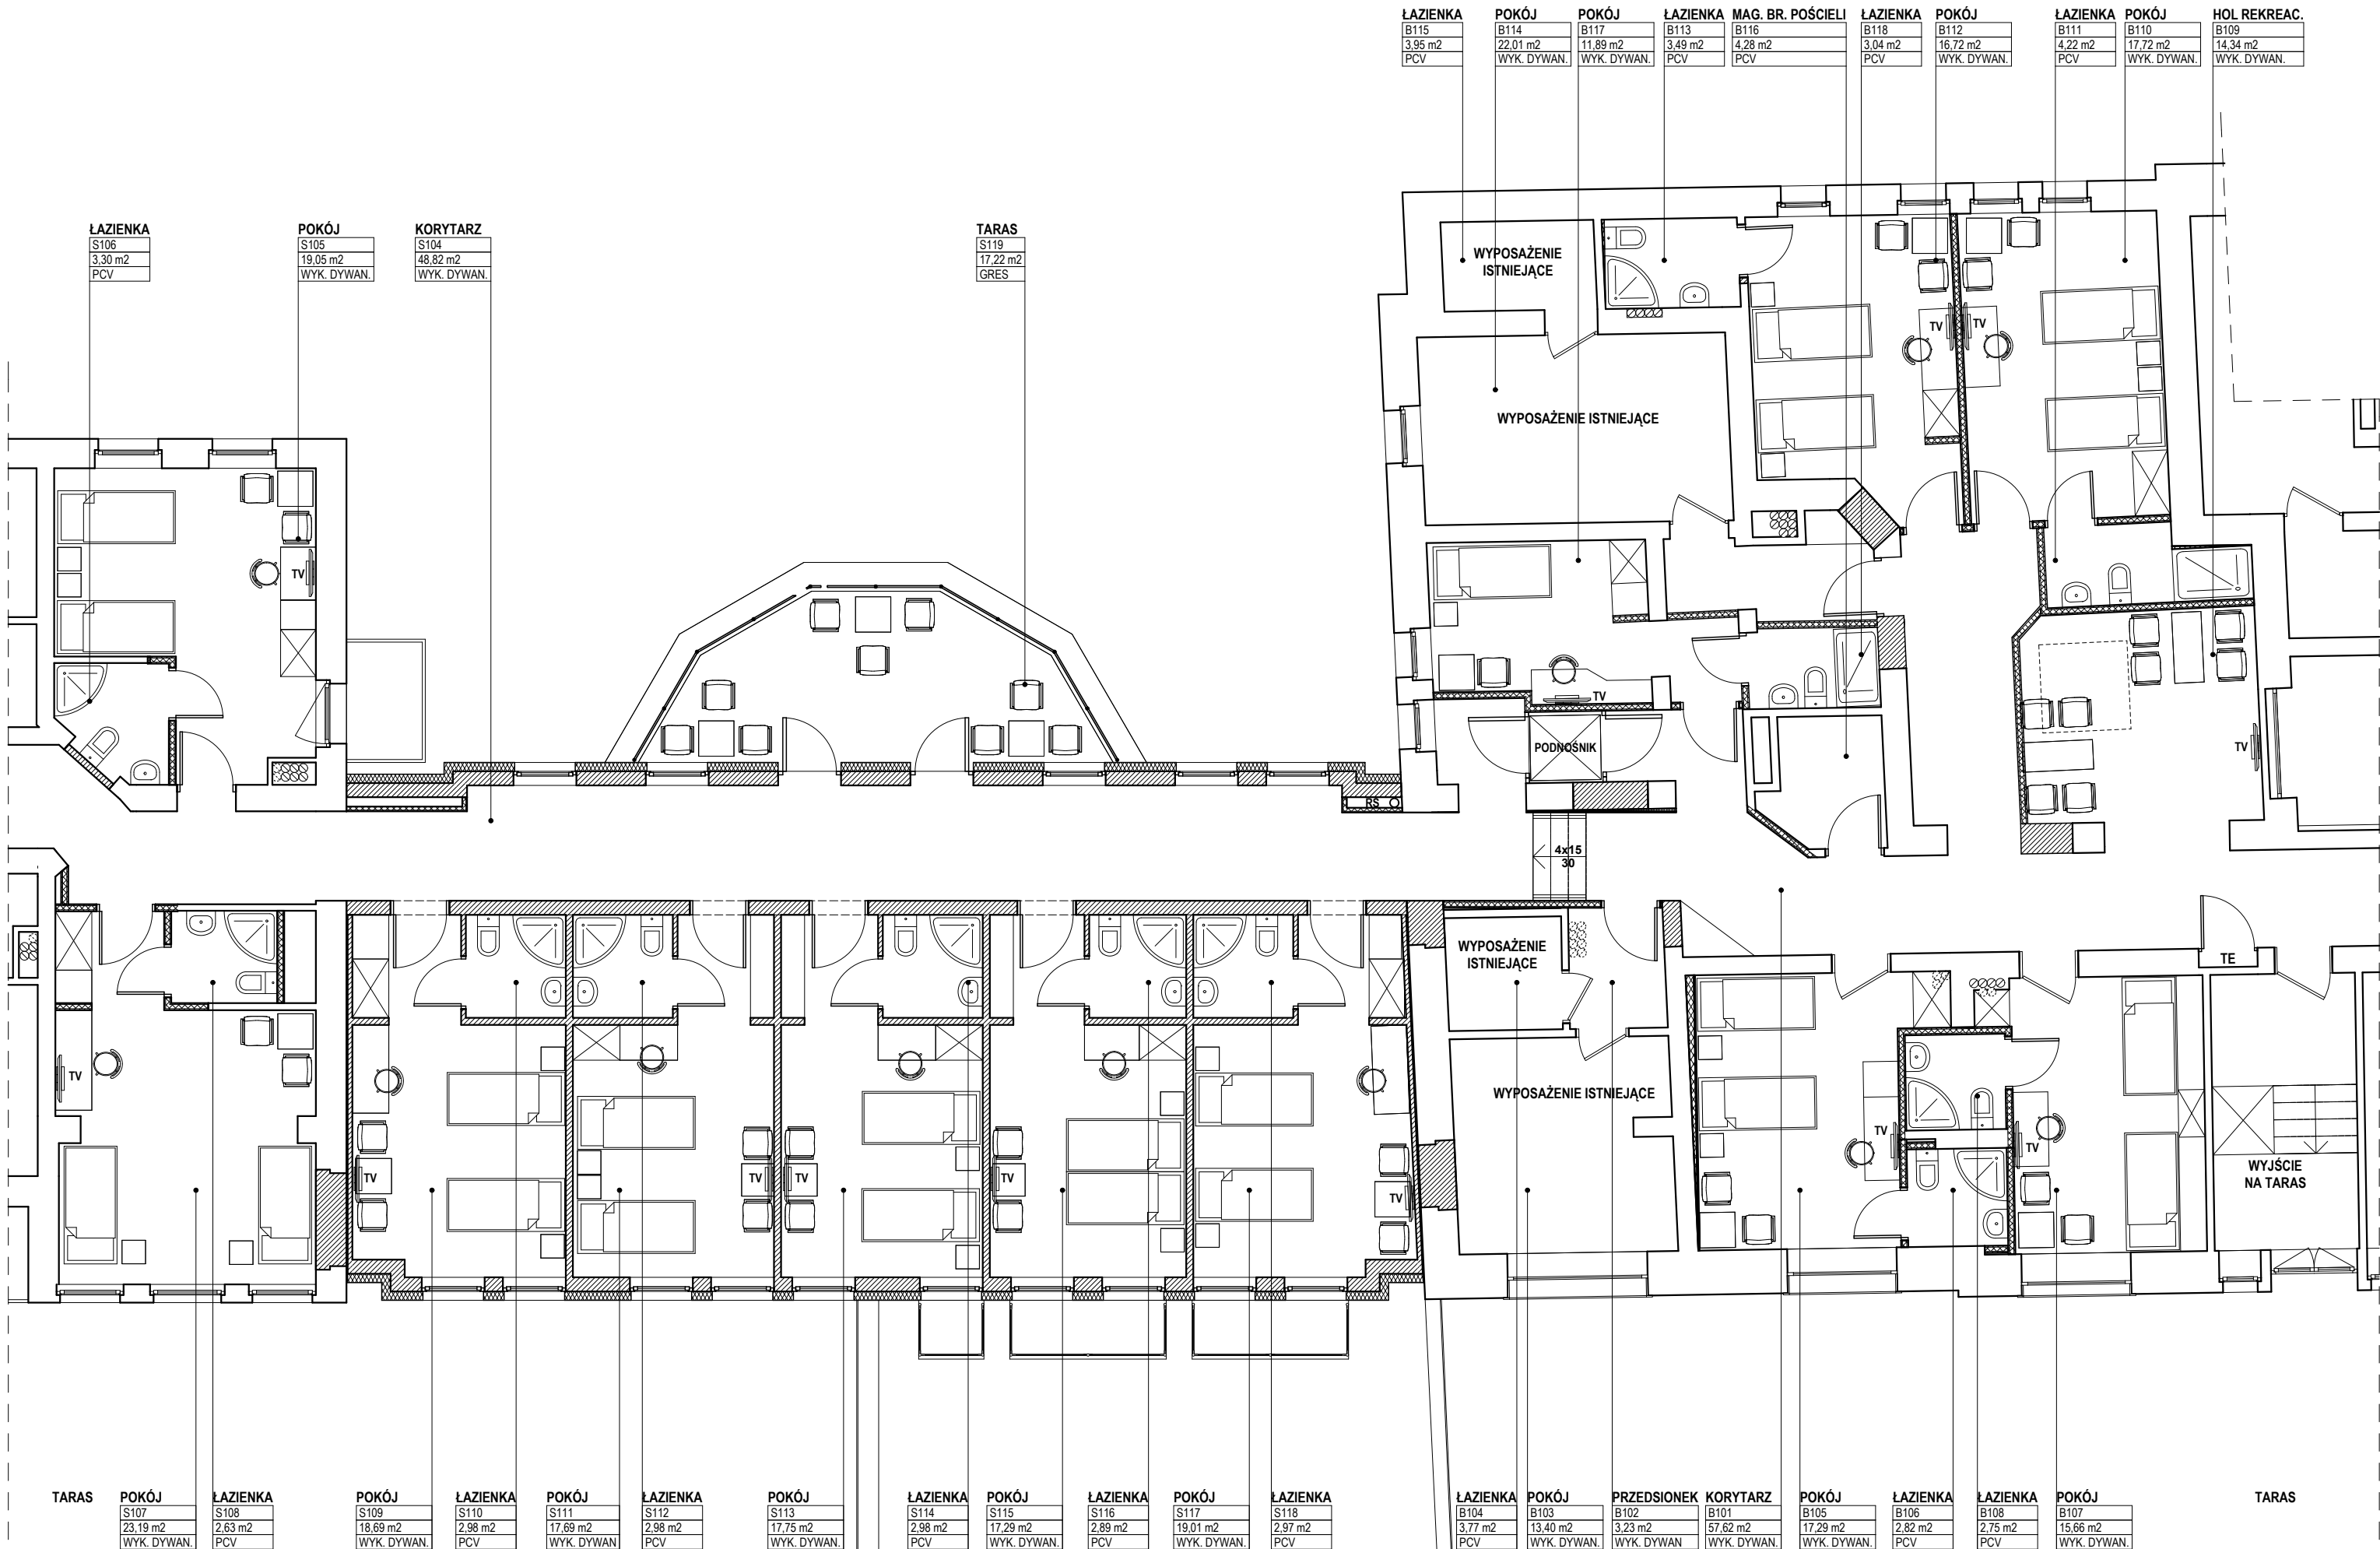 ŁAZIENKA
B115
3,95 m2
PCV
POKÓJ
B114
22,01 m2
WYK. DYWAN.
POKÓJ
B117
11,89 m2
WYK. DYWAN.
ŁAZIENKA
B113
3,49 m2
PCV
MAG. BR. POŚCIELI
B116
4,28 m2
PCV
ŁAZIENKA
B118
3,04 m2
PCV
POKÓJ
B112
16,72 m2
WYK. DYWAN.
ŁAZIENKA
B111
4,22 m2
PCV
POKÓJ
B110
17,72 m2
WYK. DYWAN.
HOL REKREAC.
B109
14,34 m2
WYK. DYWAN.
ŁAZIENKA
S106
3,30 m2
PCV
POKÓJ
S105
19,05 m2
WYK. DYWAN.
KORYTARZ
S104
48,82 m2
WYK. DYWAN.
TARAS
S119
17,22 m2
GRES
WYPOSAŻENIE
ISTNIEJĄCE
TV
TV
WYPOSAŻENIE ISTNIEJĄCE
TV
TV
PODNOŚNIK
TV
RS
4x15
30
WYPOSAŻENIE
ISTNIEJĄCE
TE
TV
WYPOSAŻENIE ISTNIEJĄCE
TV
TV
TV
TV
TV
TV
TV
TV
WYJŚCIE
NA TARAS
TARAS
POKÓJ
S107
23,19 m2
WYK. DYWAN.
ŁAZIENKA
S108
2,63 m2
PCV
POKÓJ
S109
18,69 m2
WYK. DYWAN.
ŁAZIENKA
S110
2,98 m2
PCV
POKÓJ
S111
17,69 m2
WYK. DYWAN
ŁAZIENKA
S112
2,98 m2
PCV
POKÓJ
S113
17,75 m2
WYK. DYWAN.
ŁAZIENKA
S114
2,98 m2
PCV
POKÓJ
S115
17,29 m2
WYK. DYWAN.
ŁAZIENKA
S116
2,89 m2
PCV
POKÓJ
S117
19,01 m2
WYK. DYWAN.
ŁAZIENKA
S118
2,97 m2
PCV
ŁAZIENKA
B104
3,77 m2
PCV
POKÓJ
B103
13,40 m2
WYK. DYWAN.
PRZEDSIONEK
B102
3,23 m2
WYK. DYWAN
KORYTARZ
B101
57,62 m2
WYK. DYWAN.
POKÓJ
B105
17,29 m2
WYK. DYWAN.
ŁAZIENKA
B106
2,82 m2
PCV
ŁAZIENKA
B108
2,75 m2
PCV
POKÓJ
B107
15,66 m2
WYK. DYWAN.
TARAS